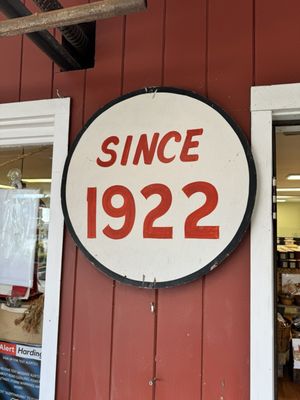 SINCE
1922
Alert
Harding